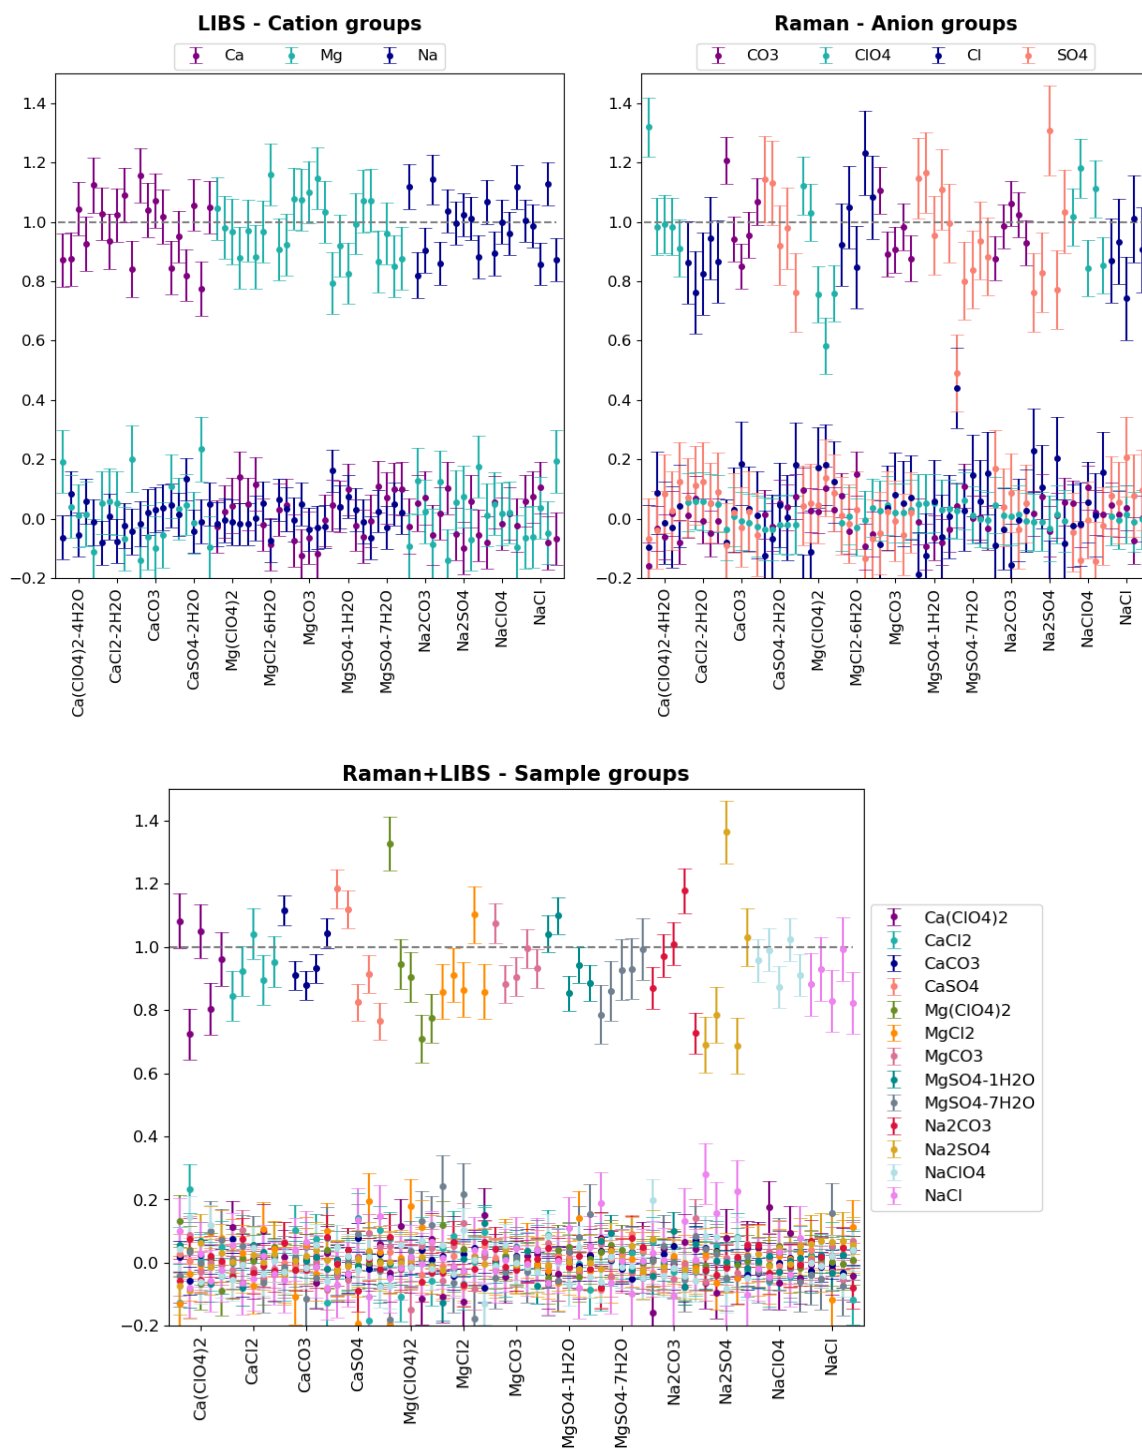 LIBS - Cation groups
Ca Mg Na
1.4
1.2
1.0
0.8
0.6
0.4
0.2
0.0
−0.2
Ca(ClO4)2-4H2O
CaCl2-2H2O
CaCO3
CaSO4-2H2O
Mg(ClO4)2
MgCl2-6H2O
MgCO3
MgSO4-1H2O
MgSO4-7H2O
Na2CO3
Na2SO4
NaClO4
NaCl
Raman - Anion groups
CO3 ClO4 Cl SO4
1.4
1.2
1.0
0.8
0.6
0.4
0.2
0.0
−0.2
Ca(ClO4)2-4H2O
CaCl2-2H2O
CaCO3
CaSO4-2H2O
Mg(ClO4)2
MgCl2-6H2O
MgCO3
MgSO4-1H2O
MgSO4-7H2O
Na2CO3
Na2SO4
NaClO4
NaCl
Raman+LIBS - Sample groups
1.4
1.2
1.0
0.8
0.6
0.4
0.2
0.0
−0.2
Ca(ClO4)2
CaCl2
CaCO3
CaSO4
Mg(ClO4)2
MgCl2
MgCO3
MgSO4-1H2O
MgSO4-7H2O
Na2CO3
Na2SO4
NaClO4
NaCl
Ca(ClO4)2
CaCl2
CaCO3
CaSO4
Mg(ClO4)2
MgCl2
MgCO3
MgSO4-1H2O
MgSO4-7H2O
Na2CO3
Na2SO4
NaClO4
NaCl